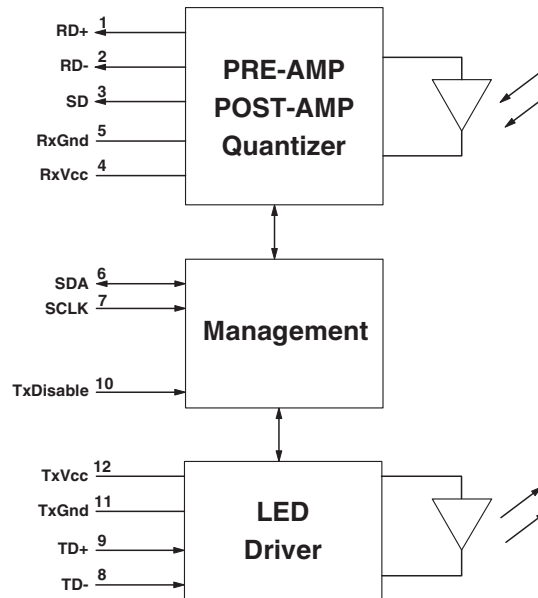 RD+ 1
RD- 2
SD 3
RxGnd 5
RxVcc 4
PRE-AMP
POST-AMP
Quantizer
SDA 6
SCLK 7
TxDisable 10
Management
TxVcc 12
TxGnd 11
TD+ 9
TD- 8
LED
Driver